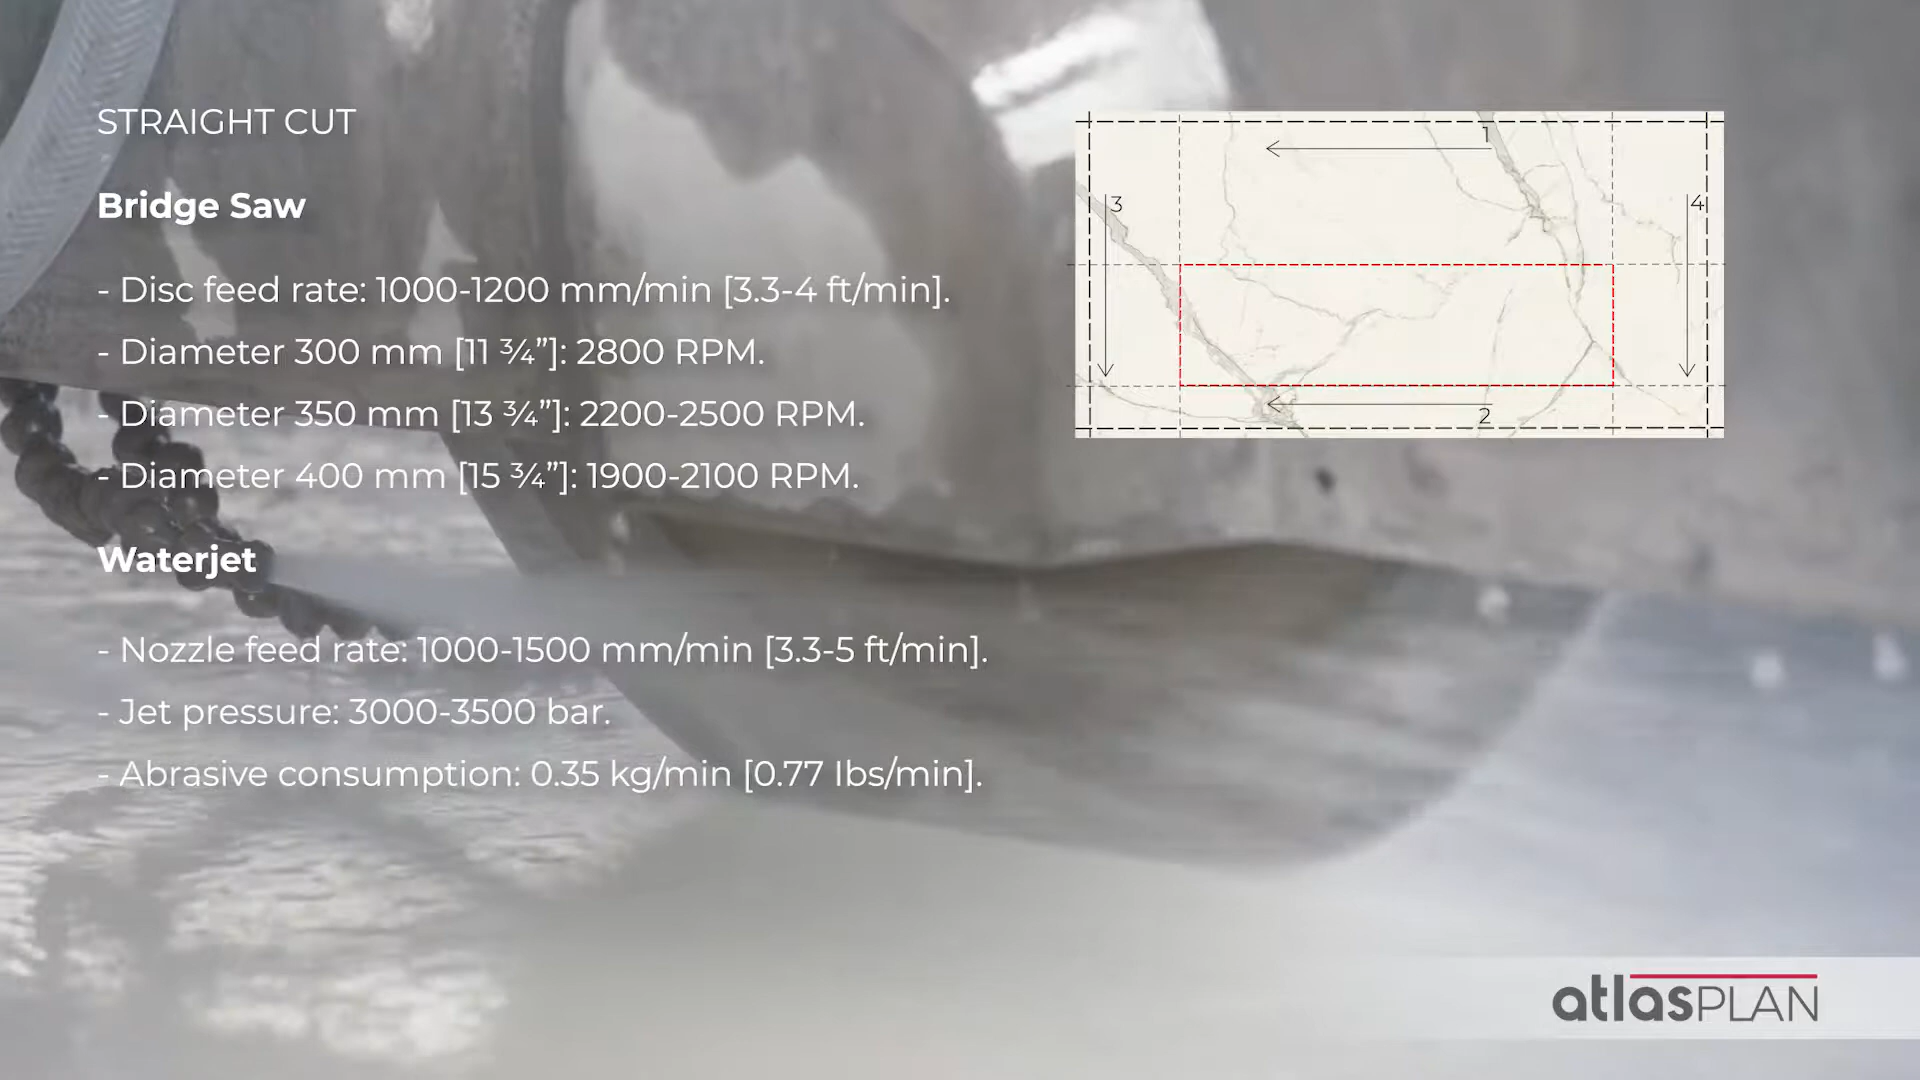 STRAIGHT CUT
Bridge Saw
- Disc feed rate: 1000-1200 mm/min [3.3-4 ft/min].
- Diameter 300 mm [11 ¾”]: 2800 RPM.
- Diameter 350 mm [13 ¾”]: 2200-2500 RPM.
- Diameter 400 mm [15 ¾”]: 1900-2100 RPM.
Waterjet
- Nozzle feed rate: 1000-1500 mm/min [3.3-5 ft/min].
- Jet pressure: 3000-3500 bar.
- Abrasive consumption: 0.35 kg/min [0.77 lbs/min].
1
3
4
2
atlasPLAN